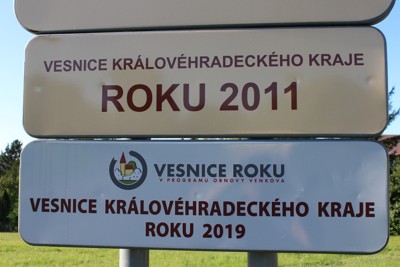 VESNICE KRÁLOVÉHRADECKÉHO KRAJE
ROKU 2011
VESNICE ROKU
V PROGRAMU OBNOVY VENKOVA
VESNICE KRÁLOVÉHRADECKÉHO KRAJE
ROKU 2019